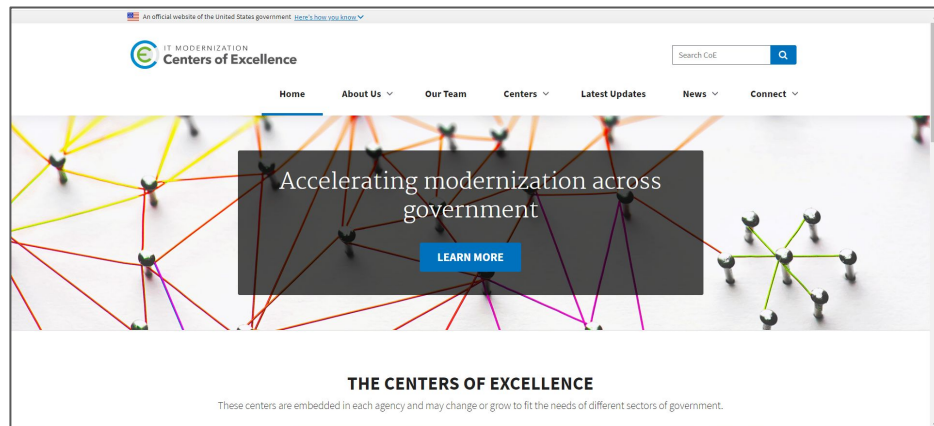 An official website of the United States government Here's how you know
IT MODERNIZATION
Centers of Excellence
Search CoE
Home About Us Our Team Centers Latest Updates News Connect
Accelerating modernization across
government
LEARN MORE
THE CENTERS OF EXCELLENCE
These centers are embedded in each agency and may change or grow to fit the needs of different sectors of government.